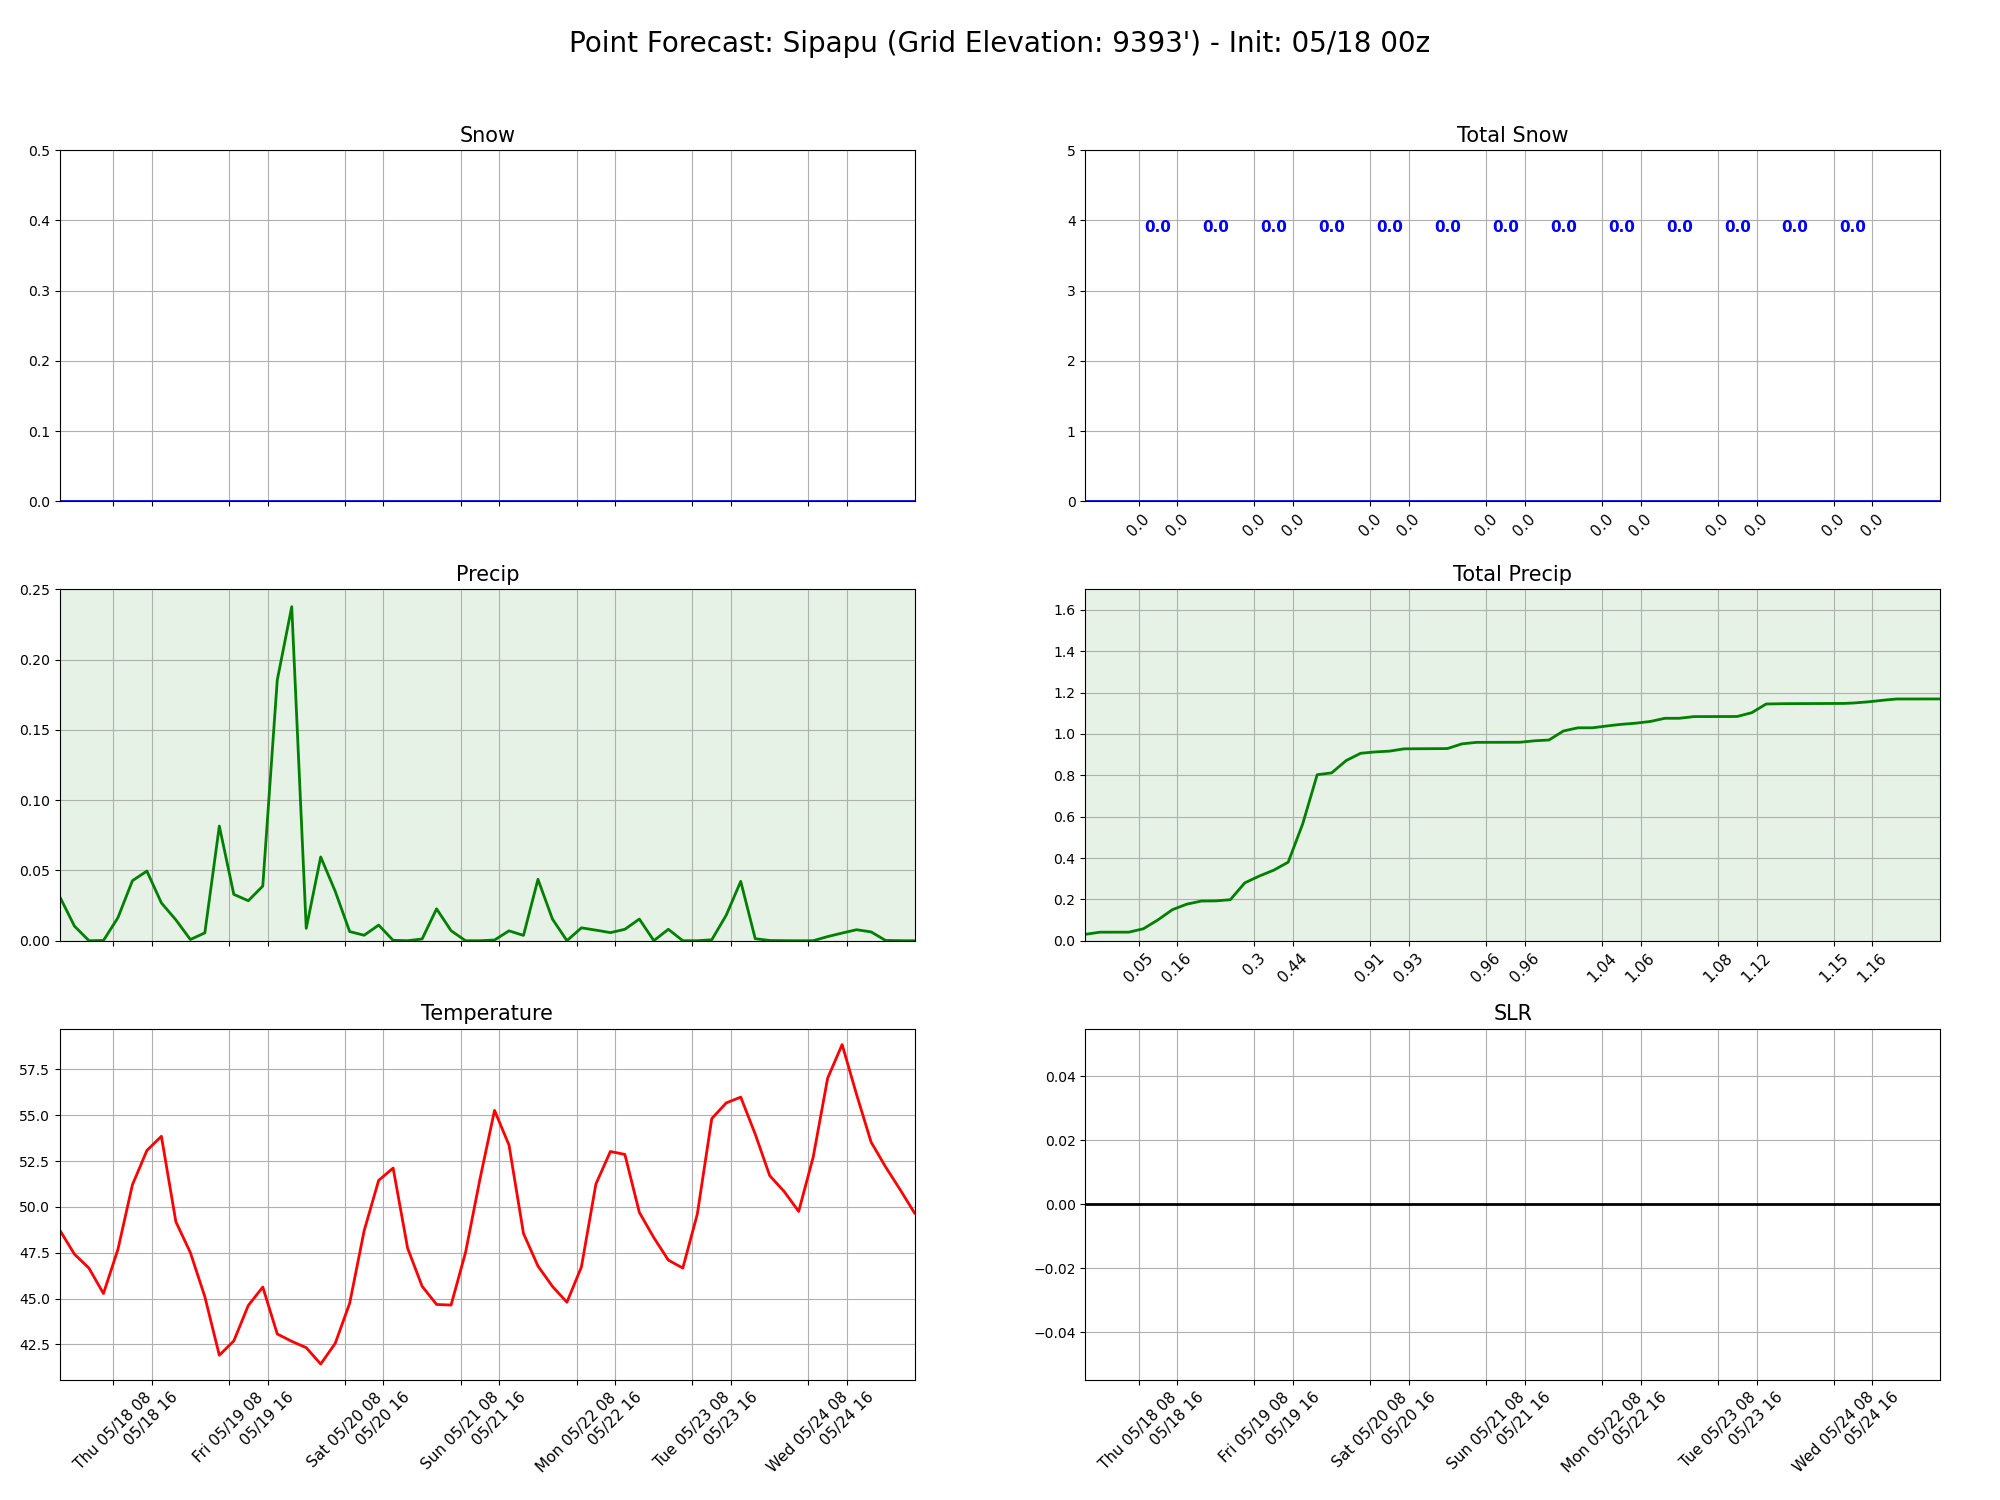 Point Forecast: Sipapu (Grid Elevation: 9393') - Init: 05/18 00z
Snow
0.5
0.4
0.3
0.2
0.1
0.0
Total Snow
5
4
3
2
1
0
0.0 0.0 0.0 0.0 0.0 0.0 0.0 0.0 0.0 0.0 0.0 0.0 0.0
0.0 0.0 0.0 0.0 0.0 0.0 0.0 0.0 0.0 0.0 0.0 0.0 0.0 0.0
Precip
0.25
0.20
0.15
0.10
0.05
0.00
Total Precip
1.6
1.4
1.2
1.0
0.8
0.6
0.4
0.2
0.0
0.05 0.16 0.3 0.44 0.91 0.93 0.96 0.96 1.04 1.06 1.08 1.12 1.15 1.16
Temperature
57.5
55.0
52.5
50.0
47.5
45.0
42.5
Thu 05/18 08
05/18 16
Fri 05/19 08
05/19 16
Sat 05/20 08
05/20 16
Sun 05/21 08
05/21 16
Mon 05/22 08
05/22 16
Tue 05/23 08
05/23 16
Wed 05/24 08
05/24 16
SLR
0.04
0.02
0.00
−0.02
−0.04
Thu 05/18 08
05/18 16
Fri 05/19 08
05/19 16
Sat 05/20 08
05/20 16
Sun 05/21 08
05/21 16
Mon 05/22 08
05/22 16
Tue 05/23 08
05/23 16
Wed 05/24 08
05/24 16